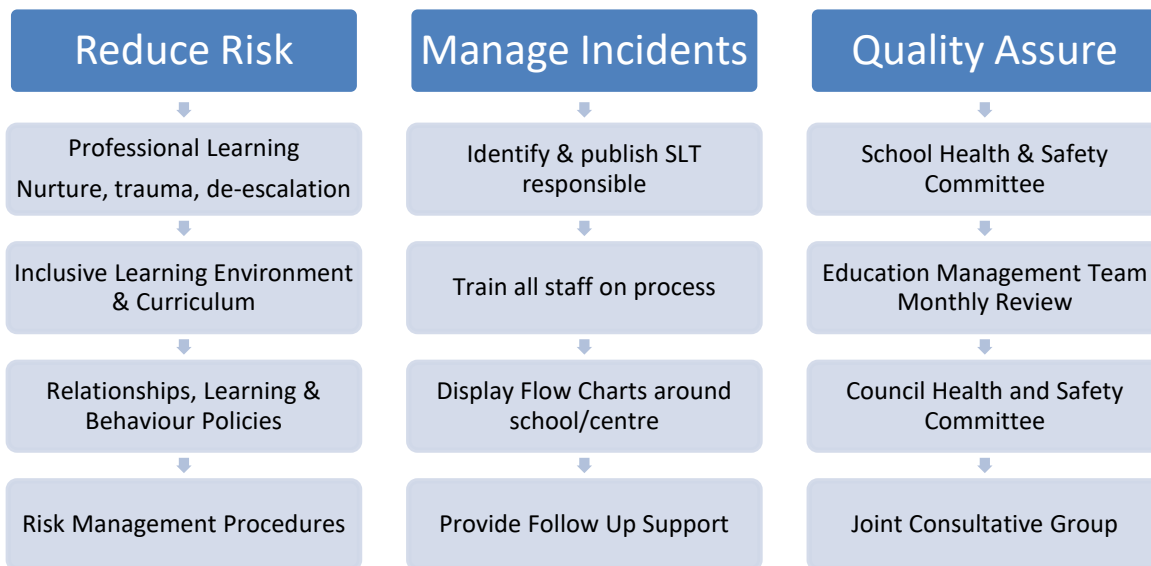 Reduce Risk
Professional Learning
Nurture, trauma, de-escalation
Inclusive Learning Environment
& Curriculum
Relationships, Learning &
Behaviour Policies
Risk Management Procedures
Manage Incidents
Identify & publish SLT
responsible
Train all staff on process
Display Flow Charts around
school/centre
Provide Follow Up Support
Quality Assure
School Health & Safety
Committee
Education Management Team
Monthly Review
Council Health and Safety
Committee
Joint Consultative Group